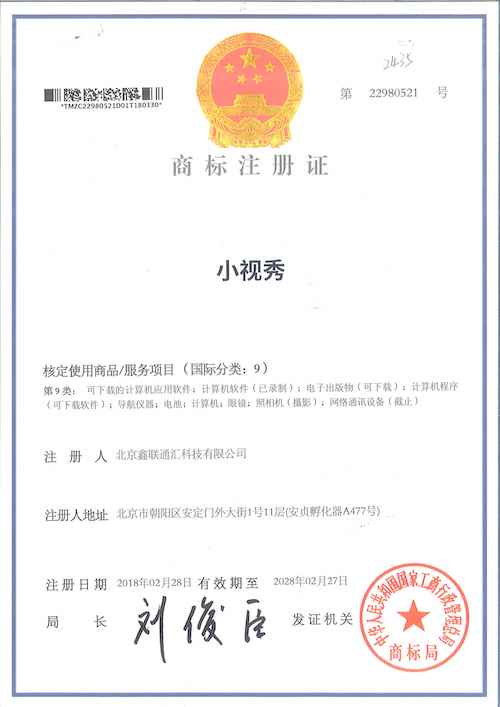 2435
第 22980521 号
*TMZC22980521D01T180130*
商标注册证
小视秀
核定使用商品/服务项目（国际分类：9）
第9类：可下载的计算机应用软件；计算机软件（已录制）；电子出版物（可下载）；计算机程序
（可下载软件）；导航仪器；电池；计算机；眼镜；照相机（摄影）；网络通讯设备（截止）
注 册 人 北京鑫联通汇科技有限公司
注册人地址 北京市朝阳区安定门外大街1号11层(安贞孵化器A477号)
注册日期 2018年02月28日 有效期至 2028年02月27日
局 长 刘俊臣 发证机关
中华人民共和国国家工商行政管理总局
商标局